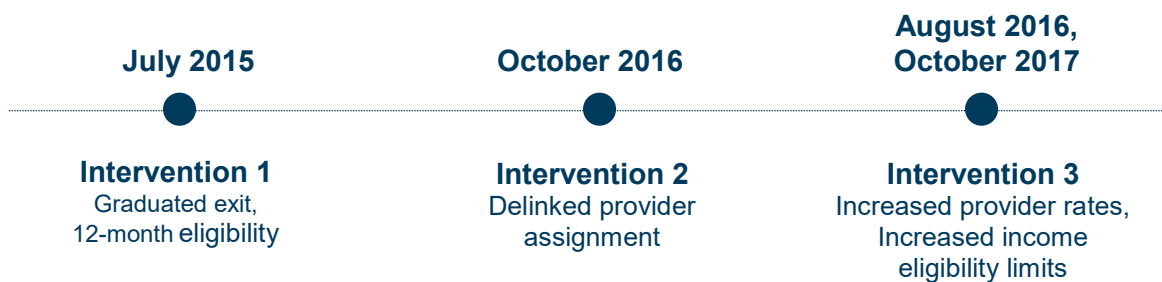 July 2015
Intervention 1
Graduated exit,
12-month eligibility
October 2016
Intervention 2
Delinked provider
assignment
August 2016,
October 2017
Intervention 3
Increased provider rates,
Increased income
eligibility limits